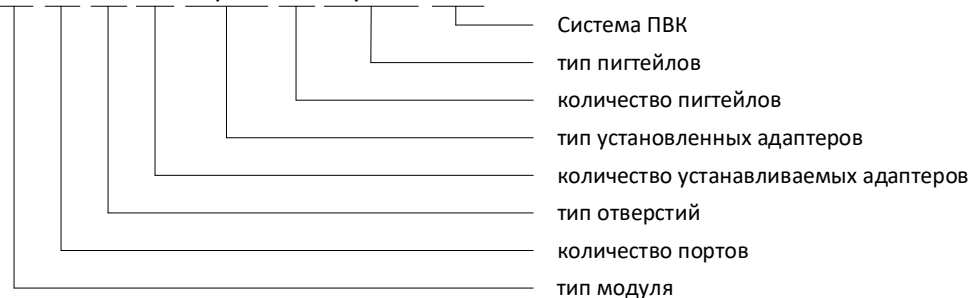 Система ПВК
тип пигтейлов
количество пигтейлов
тип установленных адаптеров
количество устанавливаемых адаптеров
тип отверстий
количество портов
тип модуля